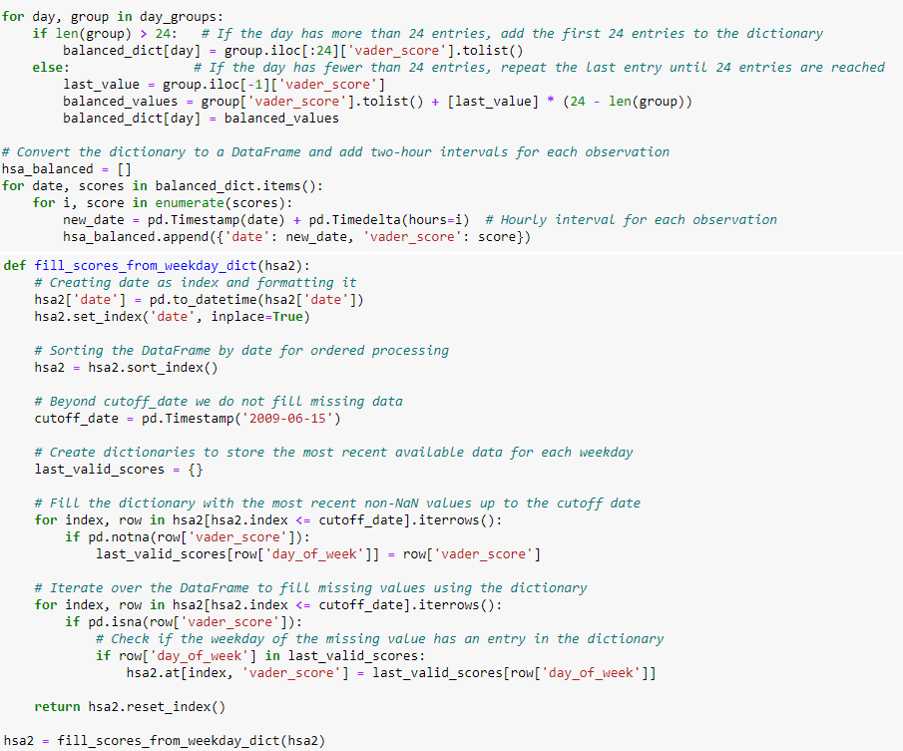 for day, group in day_groups:
    if len(group) > 24:   # If the day has more than 24 entries, add the first 24 entries to the dictionary
        balanced_dict[day] = group.iloc[:24]['vader_score'].tolist()
    else:                # If the day has fewer than 24 entries, repeat the last entry until 24 entries are reached
        last_value = group.iloc[-1]['vader_score']
        balanced_values = group['vader_score'].tolist() + [last_value] * (24 - len(group))
        balanced_dict[day] = balanced_values

# Convert the dictionary to a DataFrame and add two-hour intervals for each observation
hsa_balanced = []
for date, scores in balanced_dict.items():
    for i, score in enumerate(scores):
        new_date = pd.Timestamp(date) + pd.Timedelta(hours=i)  # Hourly interval for each observation
        hsa_balanced.append({'date': new_date, 'vader_score': score})
def fill_scores_from_weekday_dict(hsa2):
    # Creating date as index and formatting it
    hsa2['date'] = pd.to_datetime(hsa2['date'])
    hsa2.set_index('date', inplace=True)

    # Sorting the DataFrame by date for ordered processing
    hsa2 = hsa2.sort_index()

    # Beyond cutoff_date we do not fill missing data
    cutoff_date = pd.Timestamp('2009-06-15')

    # Create dictionaries to store the most recent available data for each weekday
    last_valid_scores = {}

    # Fill the dictionary with the most recent non-NaN values up to the cutoff date
    for index, row in hsa2[hsa2.index <= cutoff_date].iterrows():
        if pd.notna(row['vader_score']):
            last_valid_scores[row['day_of_week']] = row['vader_score']

    # Iterate over the DataFrame to fill missing values using the dictionary
    for index, row in hsa2[hsa2.index <= cutoff_date].iterrows():
        if pd.isna(row['vader_score']):
            # Check if the weekday of the missing value has an entry in the dictionary
            if row['day_of_week'] in last_valid_scores:
                hsa2.at[index, 'vader_score'] = last_valid_scores[row['day_of_week']]

    return hsa2.reset_index()

hsa2 = fill_scores_from_weekday_dict(hsa2)